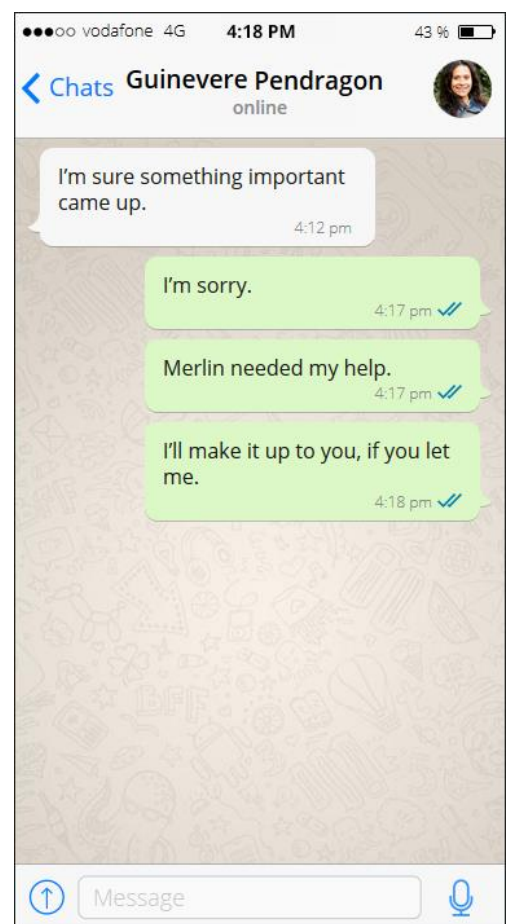 vodafone 4G 4:18 PM 43 %
Chats Guinevere Pendragon
online
I'm sure something important
came up.
4:12 pm
I'm sorry.
4:17 pm
Merlin needed my help.
4:17 pm
I'll make it up to you, if you let
me.
4:18 pm
BFF
Message